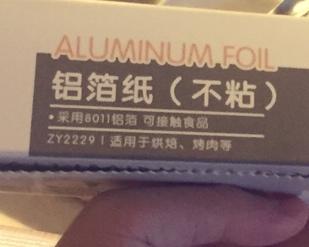 ALUMINUM FOIL
铝箔纸（不粘）
•采用8011铝箔 可接触食品
ZY2229 | 适用于烘焙、烤肉等